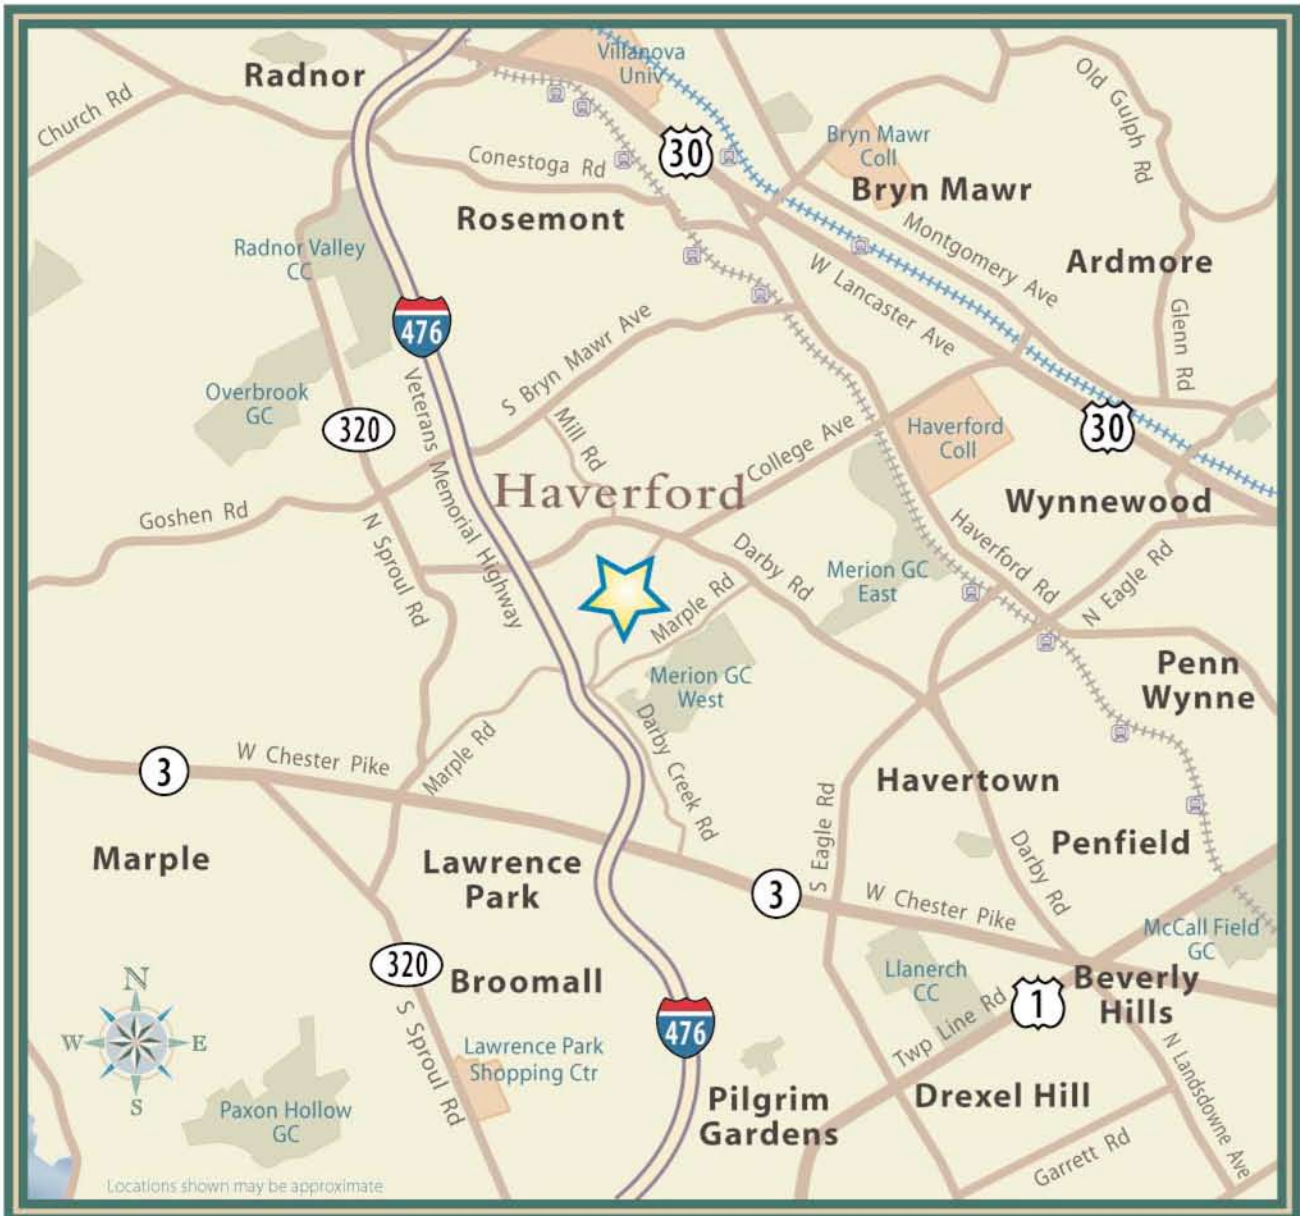 Radnor
Villanova
Univ
Church Rd
Old Gulph Rd
Conestoga Rd
30
Bryn Mawr
Coll
Bryn Mawr
Rosemont
Montgomery Ave
Radnor Valley
CC
Ardmore
W Lancaster Ave
476
Glenn Rd
S Bryn Mawr Ave
Veterans Memorial Highway
Overbrook
GC
320
Mill Rd
College Ave
Haverford
Coll
30
Haverford
Wynnewood
Goshen Rd
N Sproul Rd
Haverford Rd
Darby Rd
N Eagle Rd
Merion GC
East
Marple Rd
Merion GC
West
Penn
Wynne
Darby Creek Rd
3
W Chester Pike
Marple Rd
Havertown
S Eagle Rd
Marple
Lawrence
Park
Penfield
Darby Rd
3
W Chester Pike
McCall Field
GC
320
Broomall
Llanerch
CC
1
Beverly
Hills
N
W
E
S
S Sproul Rd
476
Twp Line Rd
Lawrence Park
Shopping Ctr
N Landsdowne Ave
Paxon Hollow
GC
Pilgrim
Gardens
Drexel Hill
Garrett Rd
Locations shown may be approximate